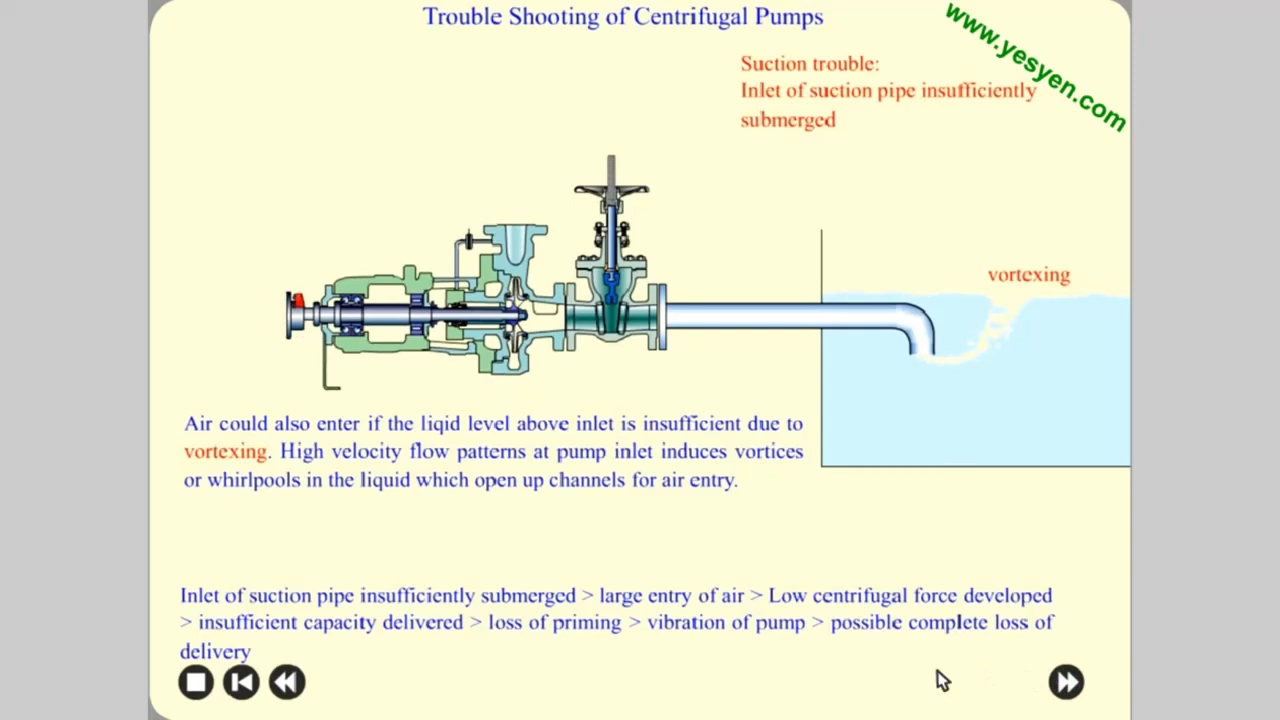 Trouble Shooting of Centrifugal Pumps
www.yesyen.com
Suction trouble:
Inlet of suction pipe insufficiently
submerged
vortexing
Air could also enter if the liqid level above inlet is insufficient due to
vortexing. High velocity flow patterns at pump inlet induces vortices
or whirlpools in the liquid which open up channels for air entry.
Inlet of suction pipe insufficiently submerged > large entry of air > Low centrifugal force developed
> insufficient capacity delivered > loss of priming > vibration of pump > possible complete loss of
delivery